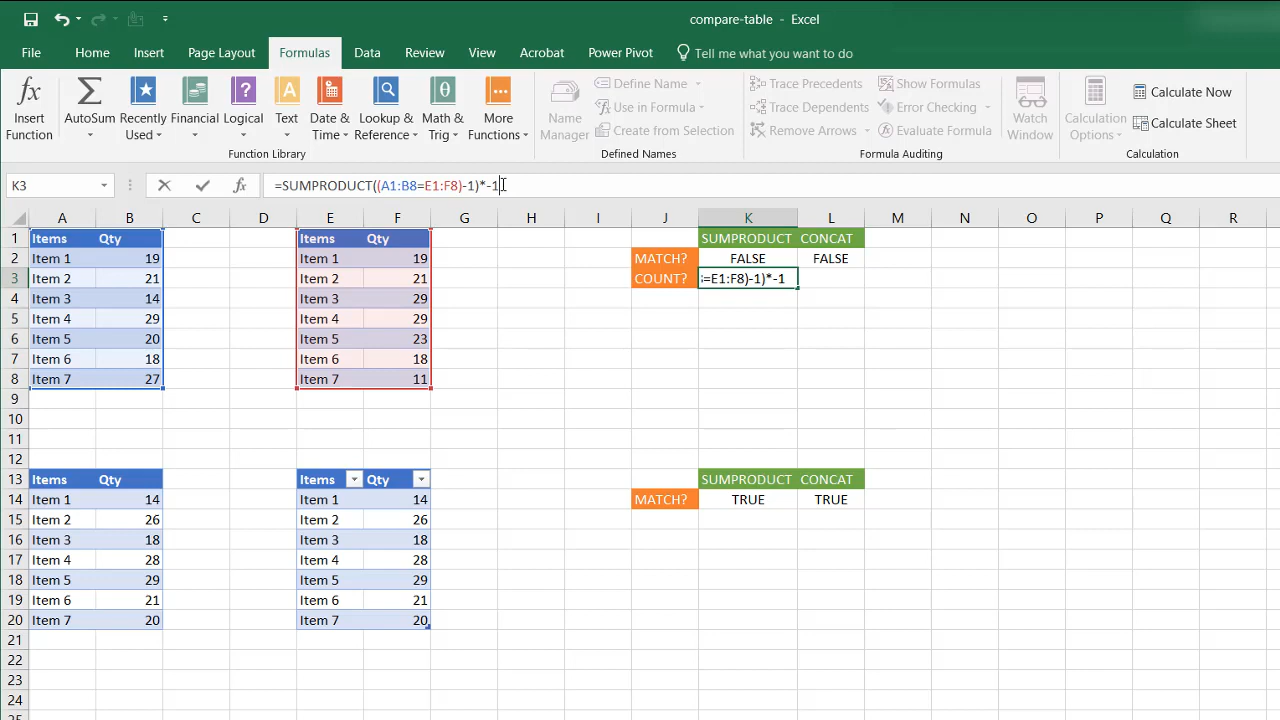 compare-table - Excel
File Home Insert Page Layout Formulas Data Review View Acrobat Power Pivot Tell me what you want to do
fx Σ ? A θ
Insert Function
AutoSum
Recently Used
Financial
Logical
Text
Date & Time
Lookup & Reference
Math & Trig
More Functions
Function Library
Name Manager
Define Name
Use in Formula
Create from Selection
Defined Names
Trace Precedents
Trace Dependents
Remove Arrows
Show Formulas
Error Checking
Evaluate Formula
Formula Auditing
Watch Window
Calculation Options
Calculate Now
Calculate Sheet
Calculation
K3 fx =SUMPRODUCT((A1:B8=E1:F8)-1)*-1
A B C D E F G H I J K L M N O P Q R
1 Items Qty Items Qty SUMPRODUCT CONCAT
2 Item 1 19 Item 1 19 MATCH? FALSE FALSE
3 Item 2 21 Item 2 21 COUNT? =E1:F8)-1)*-1
4 Item 3 14 Item 3 29
5 Item 4 29 Item 4 29
6 Item 5 20 Item 5 23
7 Item 6 18 Item 6 18
8 Item 7 27 Item 7 11
9
10
11
12
13 Items Qty Items Qty SUMPRODUCT CONCAT
14 Item 1 14 Item 1 14 MATCH? TRUE TRUE
15 Item 2 26 Item 2 26
16 Item 3 18 Item 3 18
17 Item 4 28 Item 4 28
18 Item 5 29 Item 5 29
19 Item 6 21 Item 6 21
20 Item 7 20 Item 7 20
21
22
23
24
25